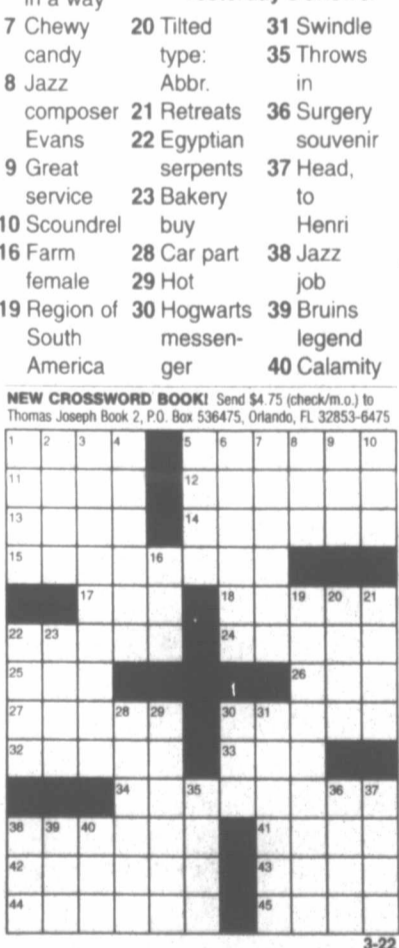 in a way
7 Chewy
candy
8 Jazz
composer
Evans
9 Great
service
10 Scoundrel
16 Farm
female
19 Region of
South
America
20 Tilted
type:
Abbr.
21 Retreats
22 Egyptian
serpents
23 Bakery
buy
28 Car part
29 Hot
30 Hogwarts
messen-
ger
31 Swindle
35 Throws
in
36 Surgery
souvenir
37 Head,
to
Henri
38 Jazz
job
39 Bruins
legend
40 Calamity
NEW CROSSWORD BOOK! Send $4.75 (check/m.o.) to
Thomas Joseph Book 2, P.O. Box 536475, Orlando, FL 32853-6475
1 2 3 4 5 6 7 8 9 10
11 12
13 14
15 16
17 18 19 20 21
22 23 24
25 26
27 28 29 30 31
32 33
34 35 36 37
38 39 40 41
42 43
44 45
3-22